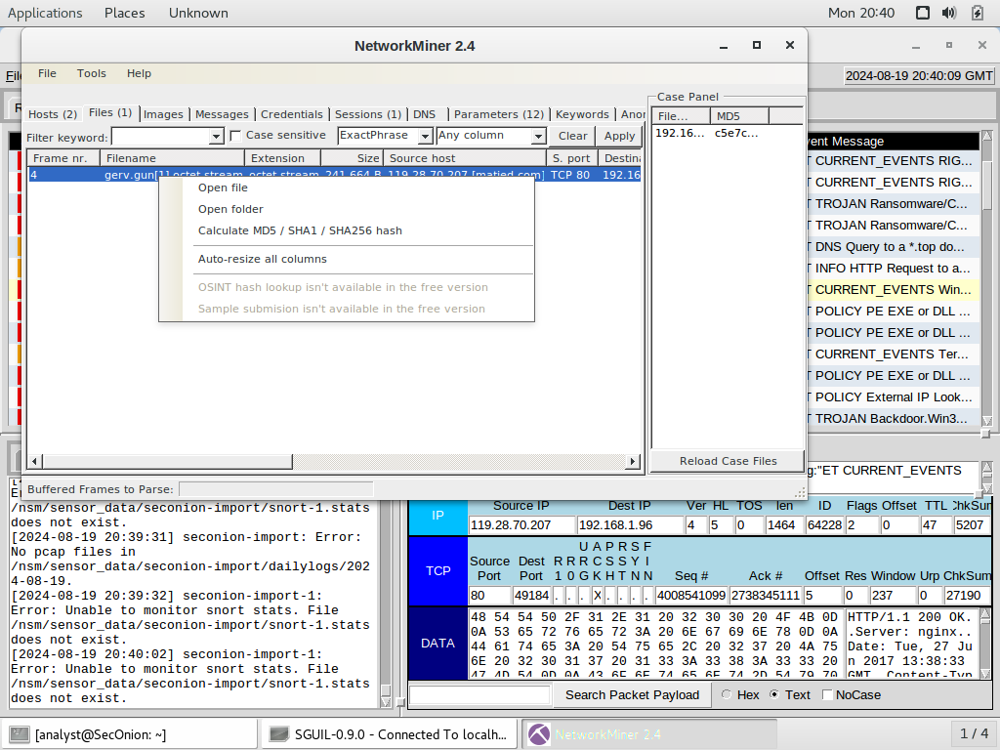 Applications Places Unknown Mon 20:40
NetworkMiner 2.4
File
2024-08-19 20:40:09 GMT
File Tools Help
Case Panel
Hosts (2) Files (1) Images Messages Credentials Sessions (1) DNS Parameters (12) Keywords Anor
Filter keyword: Case sensitive ExactPhrase Any column Clear Apply
File... MD5
192.16... c5e7c...
Frame nr. Filename Extension Size Source host S. port Destina
4 gerv.gun[1].octet-stream octet-stream 241 664 B 119.28.70.207 [matied.com] TCP 80 192.16
Open file
Open folder
Calculate MD5 / SHA1 / SHA256 hash
Auto-resize all columns
OSINT hash lookup isn't available in the free version
Sample submision isn't available in the free version
Reload Case Files
Buffered Frames to Parse:
vent Message
T CURRENT_EVENTS RIG...
T CURRENT_EVENTS RIG...
T TROJAN Ransomware/C...
T TROJAN Ransomware/C...
T DNS Query to a *.top do...
T INFO HTTP Request to a...
T CURRENT_EVENTS Win...
T POLICY PE EXE or DLL ...
T POLICY PE EXE or DLL ...
T CURRENT_EVENTS Ter...
T POLICY PE EXE or DLL ...
T POLICY External IP Look...
T TROJAN Backdoor.Win3...
g:"ET CURRENT_EVENTS
/nsm/sensor_data/seconion-import/snort-1.stats
does not exist.
[2024-08-19 20:39:31] seconion-import: Error:
No pcap files in
/nsm/sensor_data/seconion-import/dailylogs/202
4-08-19.
[2024-08-19 20:39:32] seconion-import-1:
Error: Unable to monitor snort stats. File
/nsm/sensor_data/seconion-import/snort-1.stats
does not exist.
[2024-08-19 20:40:02] seconion-import-1:
Error: Unable to monitor snort stats. File
/nsm/sensor_data/seconion-import/snort-1.stats
does not exist.
IP
Source IP Dest IP Ver HL TOS len ID Flags Offset TTL ChkSum
119.28.70.207 192.168.1.96 4 5 0 1464 64228 2 0 47 5207
TCP
Source Port Dest Port R1 R0 URG ACK PSH RST SYN FIN Seq # Ack # Offset Res Window Urp ChkSum
80 49184 . . . X . . . . 4008541099 2738345111 5 0 237 0 27190
DATA
48 54 54 50 2F 31 2E 31 20 32 30 30 20 4F 4B 0D HTTP/1.1 200 OK.
0A 53 65 72 76 65 72 3A 20 6E 67 69 6E 78 0D 0A .Server: nginx..
44 61 74 65 3A 20 54 75 65 2C 20 32 37 20 4A 75 Date: Tue, 27 Ju
6E 20 32 30 31 37 20 31 33 3A 33 38 3A 33 33 20 n 2017 13:38:33
47 4D 54 0D 0A 43 6F 6E 74 65 6E 74 2D 54 79 70 GMT..Content-Typ
Search Packet Payload Hex Text NoCase
[analyst@SecOnion: ~] SGUIL-0.9.0 - Connected To localh... NetworkMiner 2.4 1 / 4